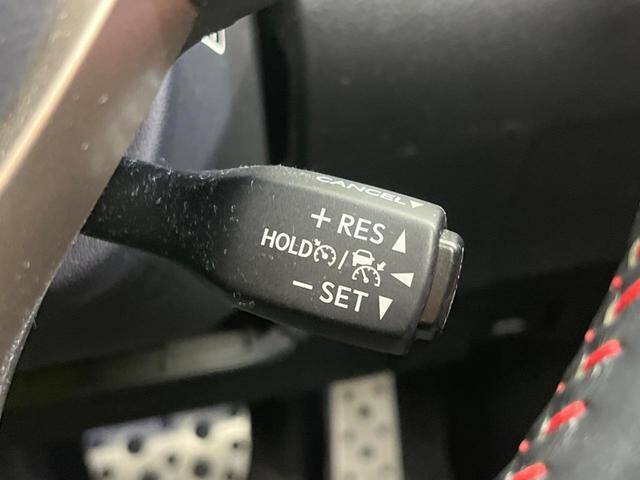 CANCEL▼
+ RES ▲
HOLD / ◀
− SET ▼